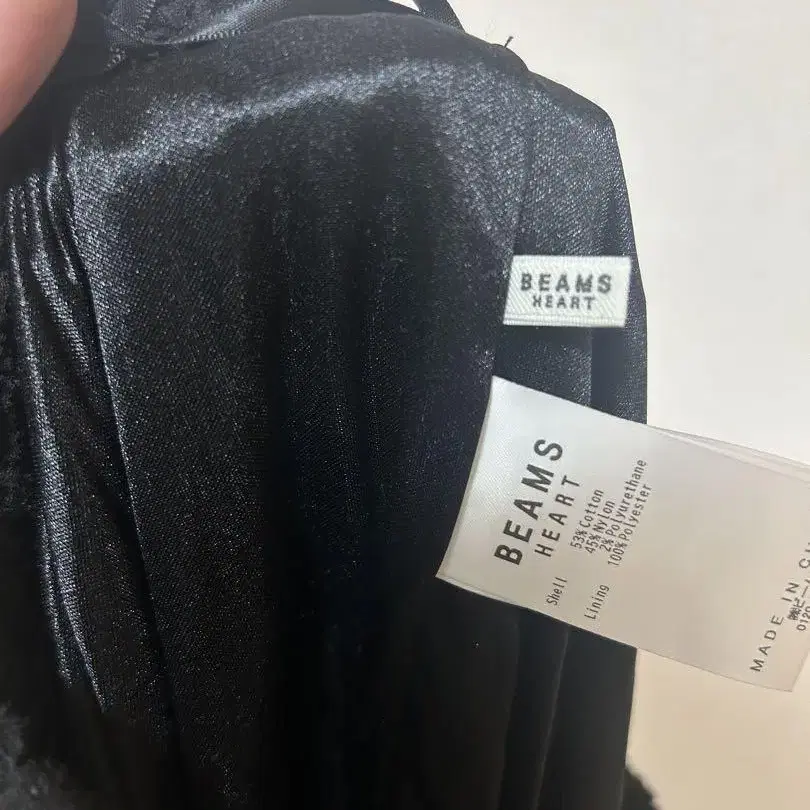 BEAMS
HEART
BEAMS
HEART
Shell 53%Cotton
45%Nylon
2%Polyurethane
Lining 100%Polyester
MADE IN